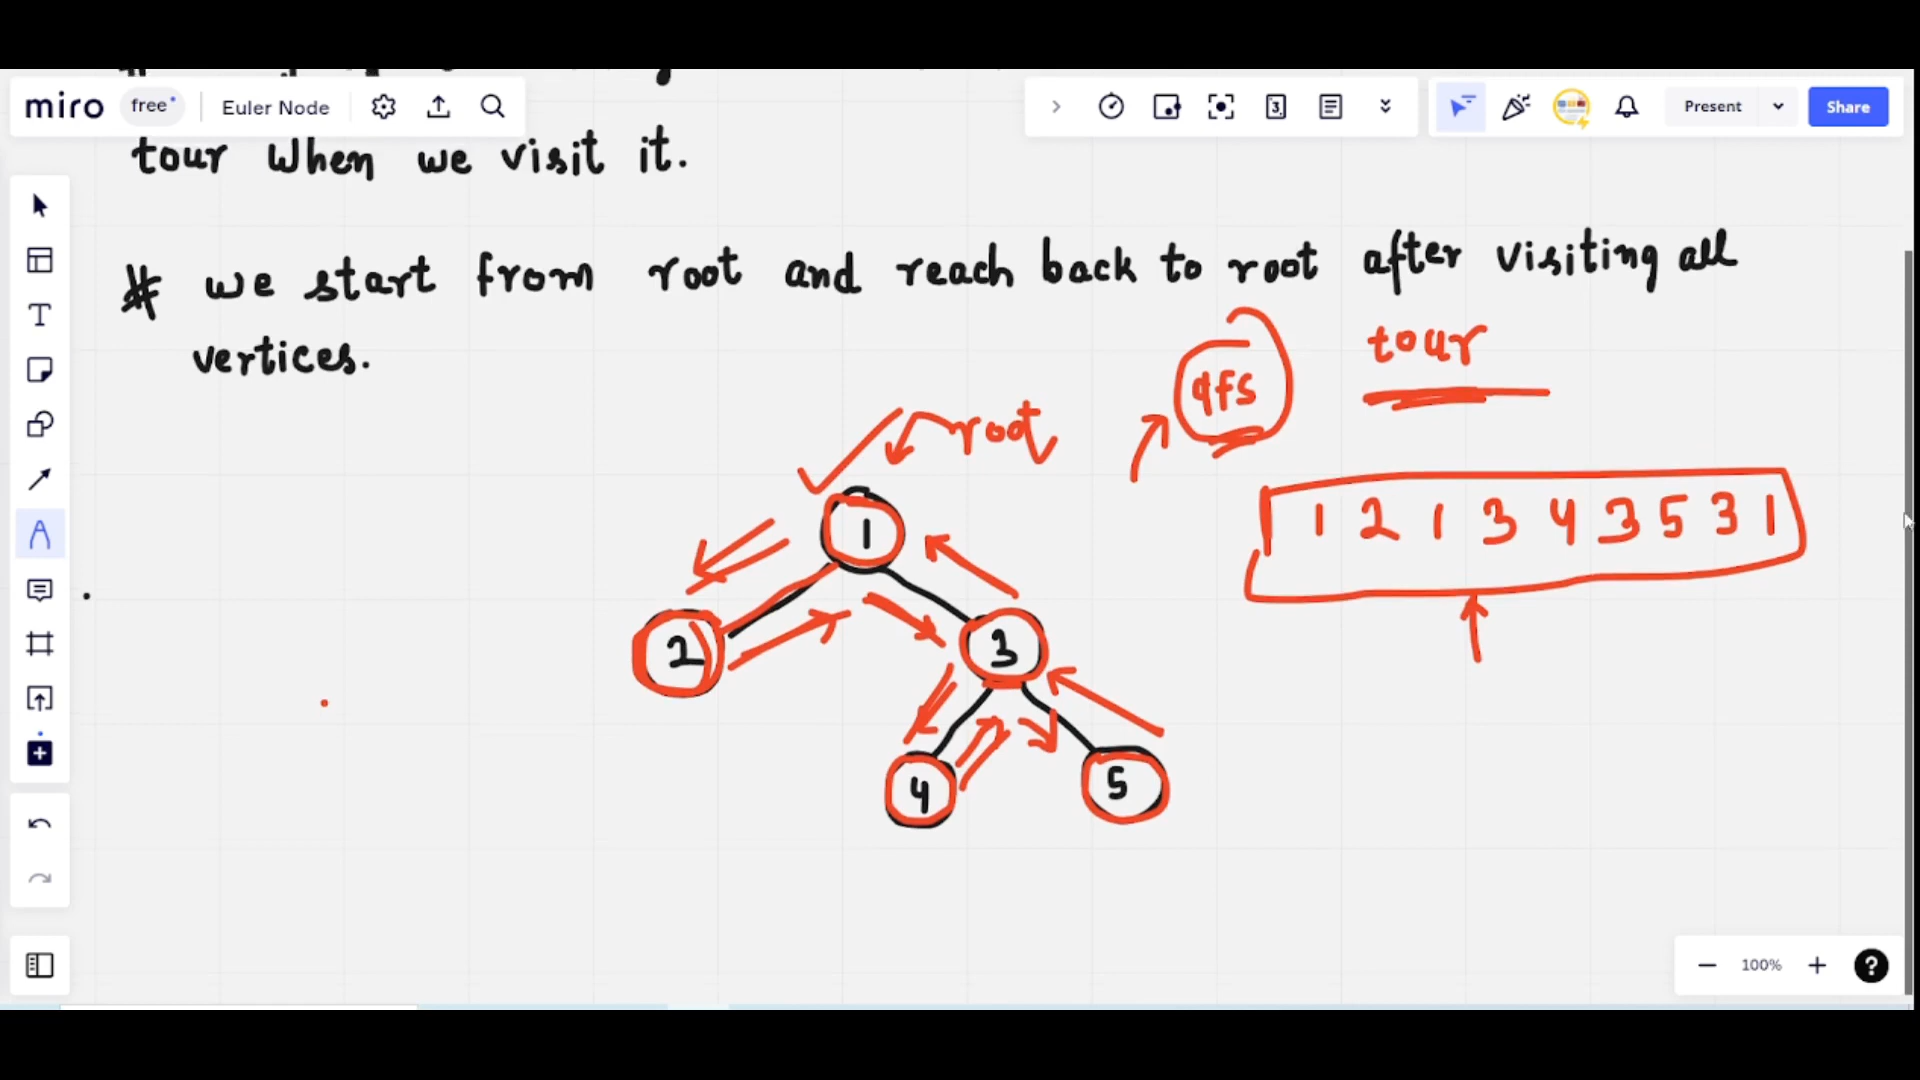 miro free Euler Node
Present Share
tour when we visit it.
# we start from root and reach back to root after visiting all
vertices.
tour
dfs
root
1 2 1 3 4 3 5 3 1
1
2 3
4 5
100%